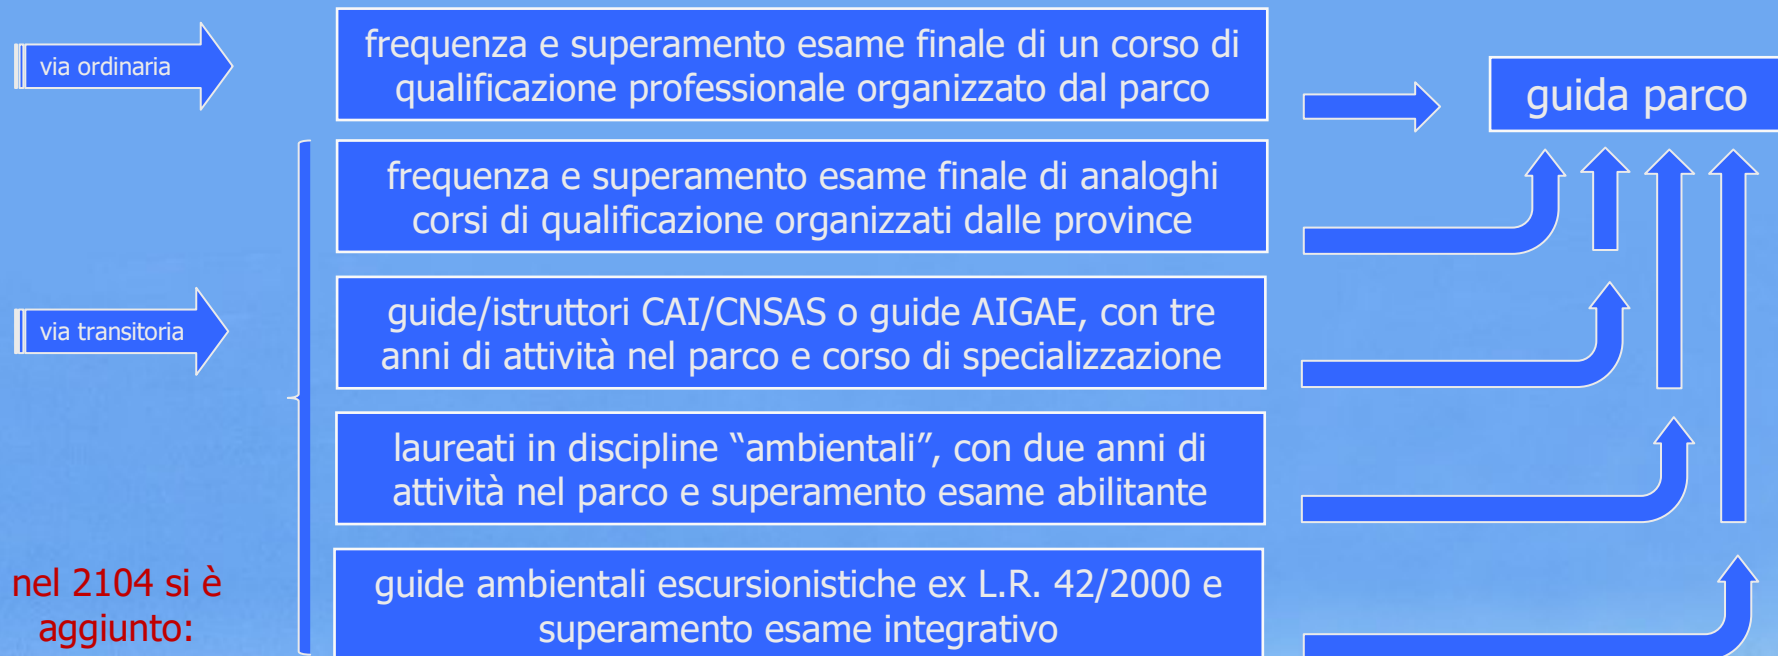 via ordinaria
frequenza e superamento esame finale di un corso di
qualificazione professionale organizzato dal parco
guida parco
frequenza e superamento esame finale di analoghi
corsi di qualificazione organizzati dalle province
via transitoria
guide/istruttori CAI/CNSAS o guide AIGAE, con tre
anni di attività nel parco e corso di specializzazione
laureati in discipline “ambientali”, con due anni di
attività nel parco e superamento esame abilitante
nel 2104 si è
aggiunto:
guide ambientali escursionistiche ex L.R. 42/2000 e
superamento esame integrativo